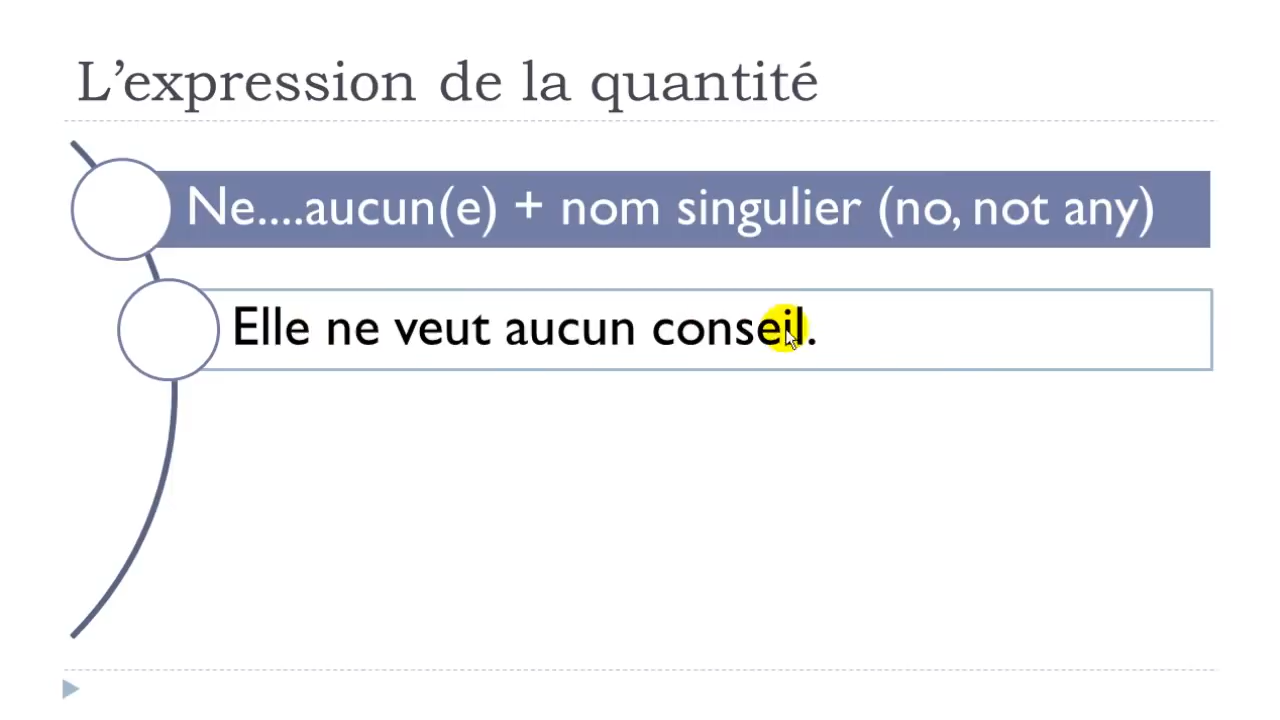 L’expression de la quantité
Ne....aucun(e) + nom singulier (no, not any)
Elle ne veut aucun conseil.